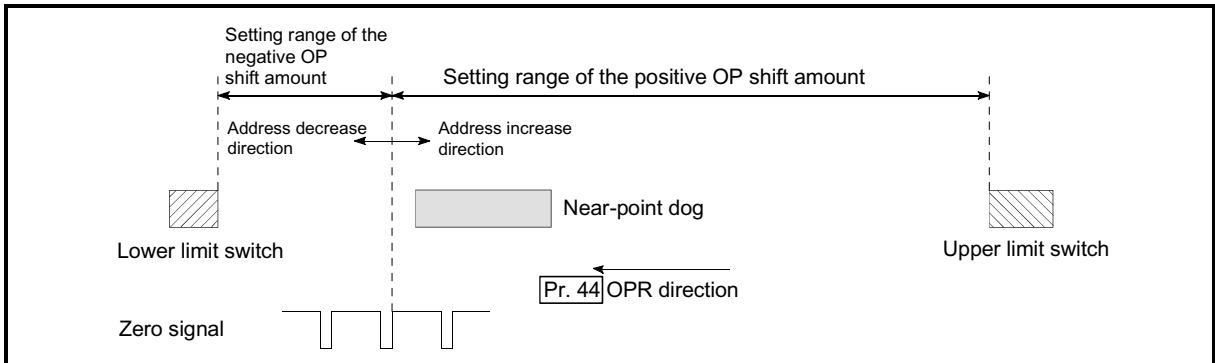 Setting range of the
negative OP
shift amount
Setting range of the positive OP shift amount
Address decrease
direction
Address increase
direction
Near-point dog
Lower limit switch
Upper limit switch
Pr. 44 OPR direction
Zero signal